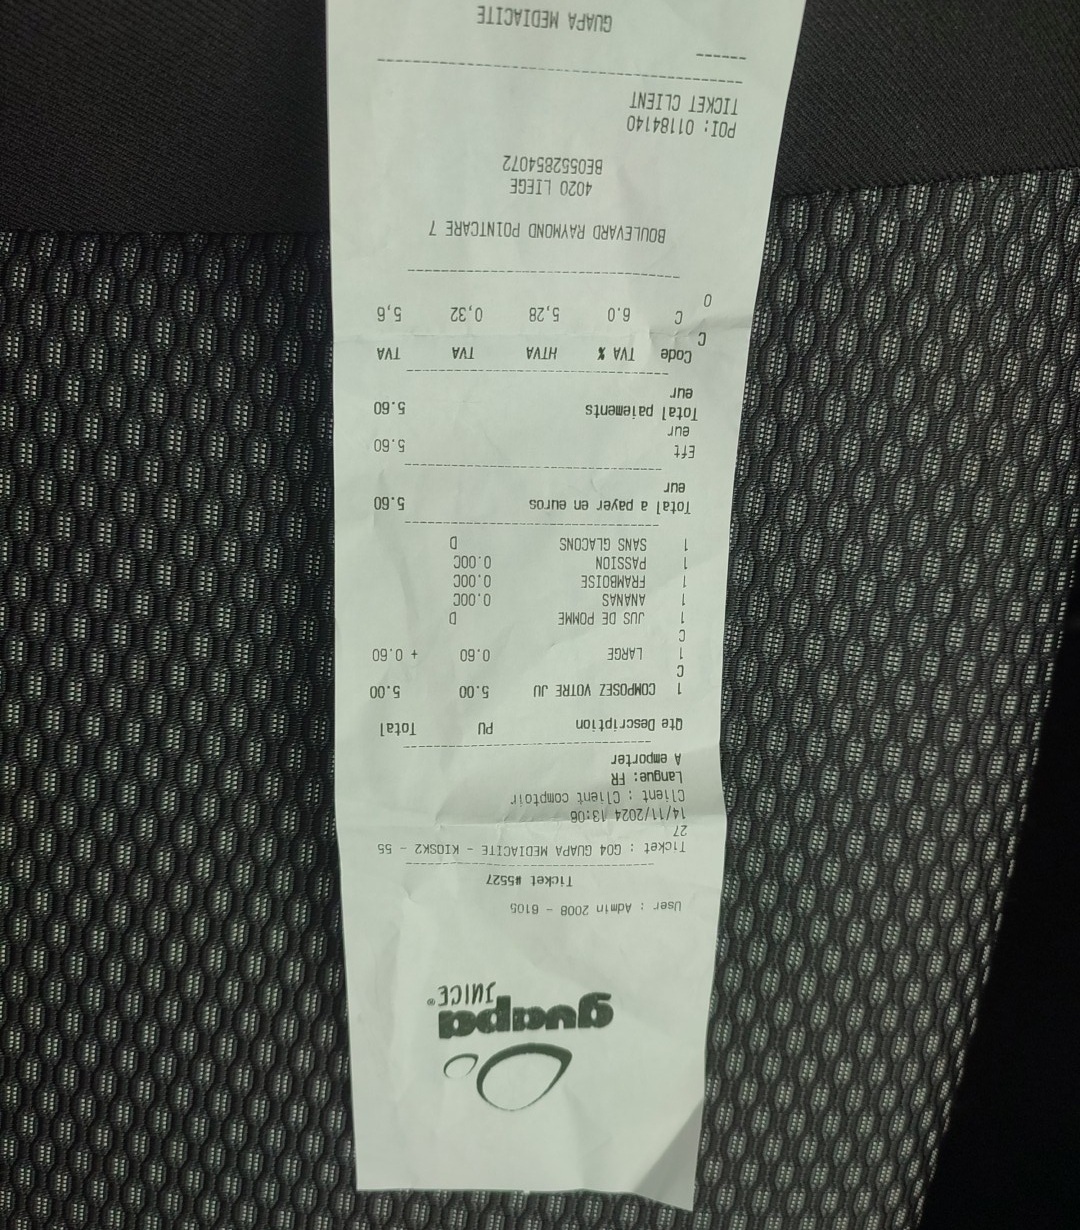 guapa
JUICE®
User : Admin 2008 - 6105
Ticket #5527
Ticket : G04 GUAPA MEDIACITE - KIOSK2 - 55
27
14/11/2024 13:06
Client : Client comptoir
Langue: FR
A emporter
Qte Description PU Total
1 COMPOSEZ VOTRE JU 5.00 5.00
C
1 LARGE 0.60 + 0.60
C
1 JUS DE POMME D
1 ANANAS 0.00C
1 FRAMBOISE 0.00C
1 PASSION 0.00C
1 SANS GLACONS D
Total a payer en euros 5.60
eur
Eft 5.60
eur
Total paiements 5.60
eur
Code TVA % HTVA TVA TVA
C
C 6.0 5,28 0,32 5,6
0
BOULEVARD RAYMOND POINTCARE 7
4020 LIEGE
BE0552854072
POI: 01184140
TICKET CLIENT
GUAPA MEDIACITE